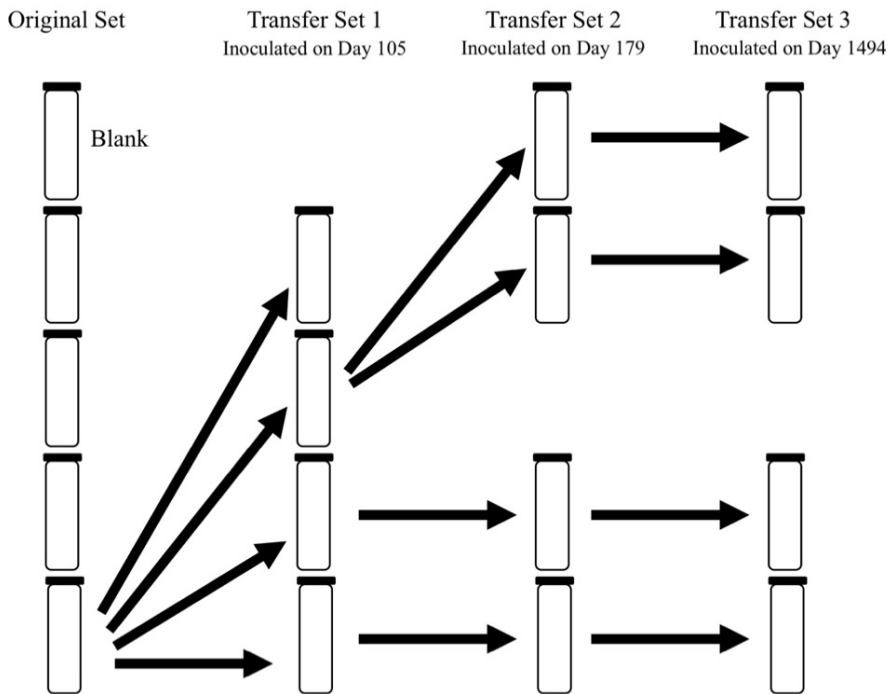 Original Set
Transfer Set 1
Inoculated on Day 105
Transfer Set 2
Inoculated on Day 179
Transfer Set 3
Inoculated on Day 1494
Blank